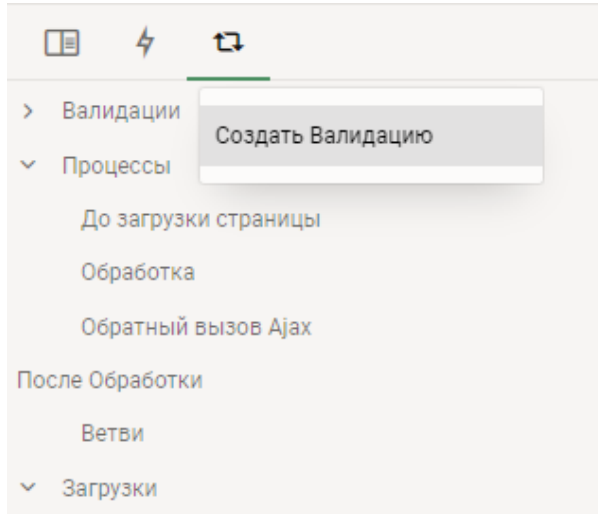 Валидации
Создать Валидацию
Процессы
До загрузки страницы
Обработка
Обратный вызов Ajax
После Обработки
Ветви
Загрузки